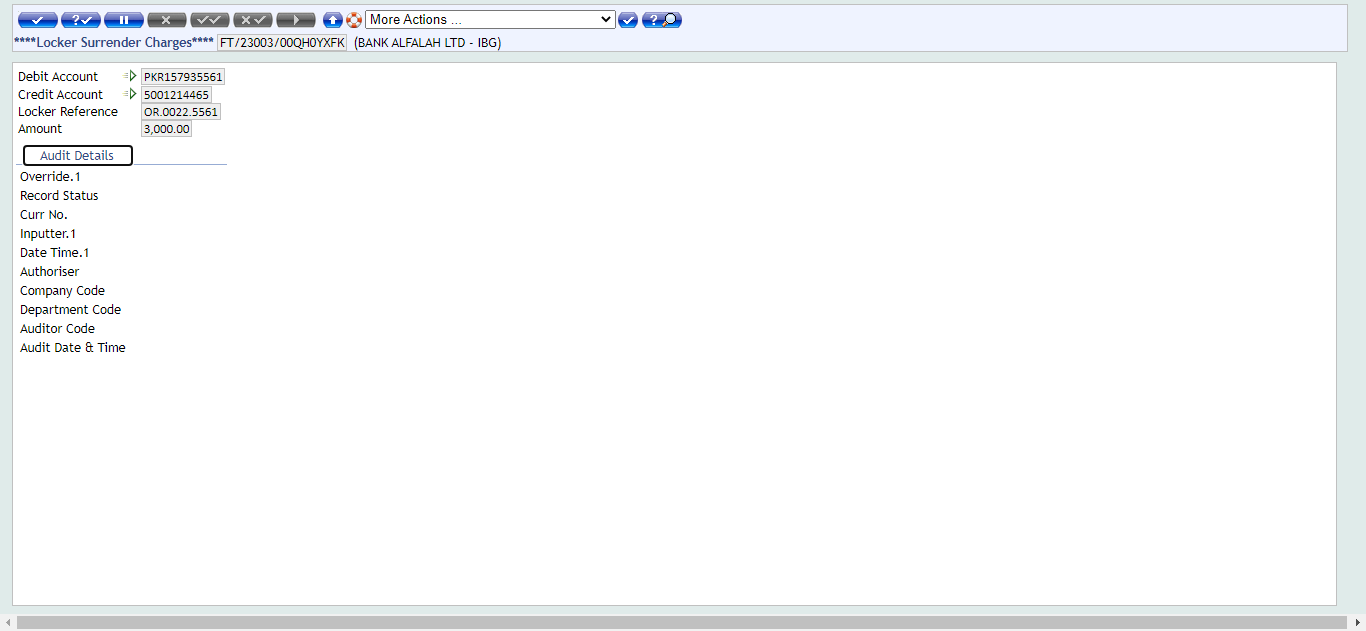 More Actions ...
****Locker Surrender Charges**** FT/23003/00QH0YXFK (BANK ALFALAH LTD - IBG)
Debit Account PKR157935561
Credit Account 5001214465
Locker Reference OR.0022.5561
Amount 3,000.00
Audit Details
Override.1
Record Status
Curr No.
Inputter.1
Date Time.1
Authoriser
Company Code
Department Code
Auditor Code
Audit Date & Time